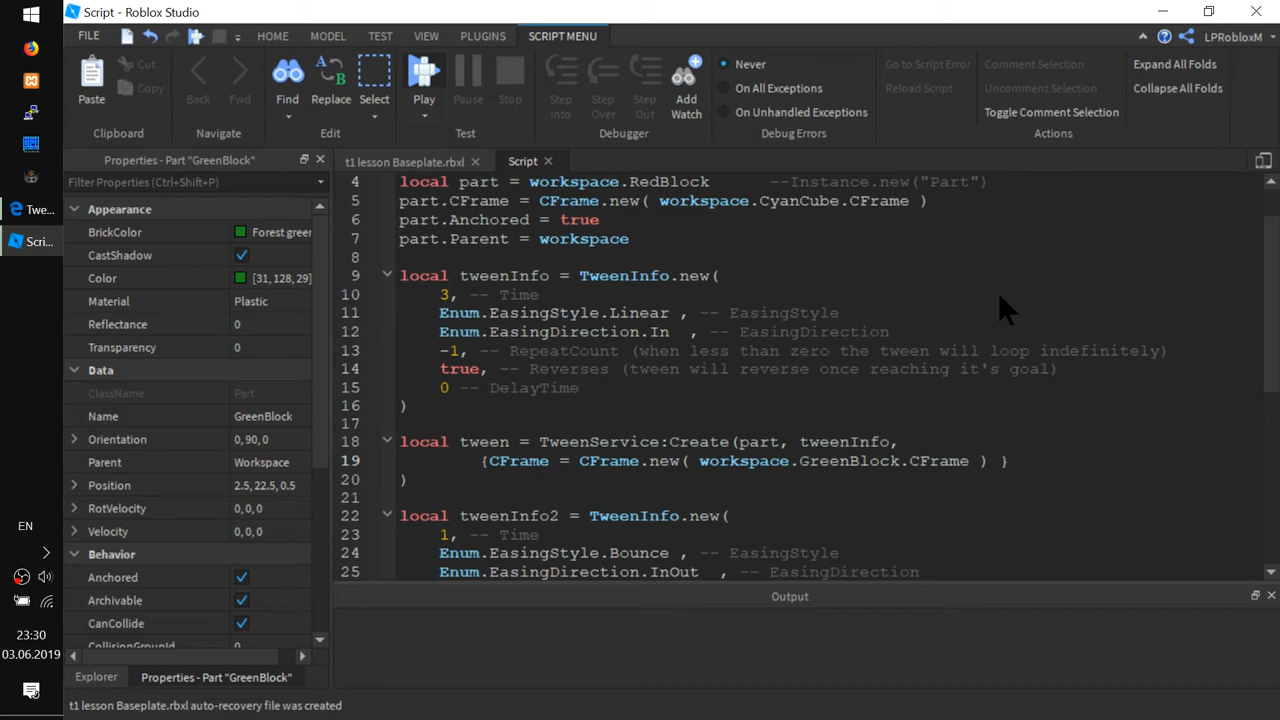 Script - Roblox Studio
FILE HOME MODEL TEST VIEW PLUGINS SCRIPT MENU LPRobloxM
Paste Cut Copy Back Fwd Find Replace Select Play Pause Stop Step Into Step Over Step Out Add Watch
Never
On All Exceptions
On Unhandled Exceptions
Go to Script Error
Reload Script
Comment Selection
Uncomment Selection
Toggle Comment Selection
Expand All Folds
Collapse All Folds
Clipboard Navigate Edit Test Debugger Debug Errors Actions
Properties - Part "GreenBlock"
Filter Properties (Ctrl+Shift+P)
Appearance
BrickColor Forest green
CastShadow
Color [31, 128, 29]
Material Plastic
Reflectance 0
Transparency 0
Data
ClassName Part
Name GreenBlock
Orientation 0, 90, 0
Parent Workspace
Position 2.5, 22.5, 0.5
RotVelocity 0, 0, 0
Velocity 0, 0, 0
Behavior
Anchored
Archivable
CanCollide
CollisionGroupId 0
Explorer Properties - Part "GreenBlock"
t1 lesson Baseplate.rbxl Script
4 local part = workspace.RedBlock --Instance.new("Part")
5 part.CFrame = CFrame.new( workspace.CyanCube.CFrame )
6 part.Anchored = true
7 part.Parent = workspace
8
9 local tweenInfo = TweenInfo.new(
10 3, -- Time
11 Enum.EasingStyle.Linear , -- EasingStyle
12 Enum.EasingDirection.In , -- EasingDirection
13 -1, -- RepeatCount (when less than zero the tween will loop indefinitely)
14 true, -- Reverses (tween will reverse once reaching it's goal)
15 0 -- DelayTime
16 )
17
18 local tween = TweenService:Create(part, tweenInfo,
19 {CFrame = CFrame.new( workspace.GreenBlock.CFrame ) }
20 )
21
22 local tweenInfo2 = TweenInfo.new(
23 1, -- Time
24 Enum.EasingStyle.Bounce , -- EasingStyle
25 Enum.EasingDirection.InOut , -- EasingDirection
Output
t1 lesson Baseplate.rbxl auto-recovery file was created
Twe...
Scri...
EN
23:30
03.06.2019